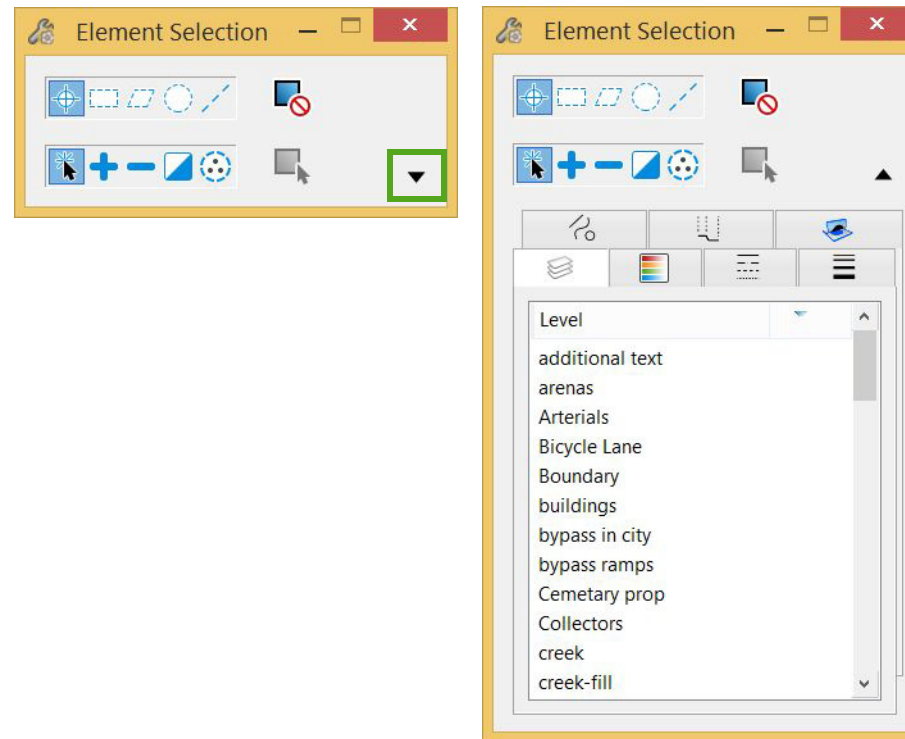 Element Selection
Element Selection
Level
additional text
arenas
Arterials
Bicycle Lane
Boundary
buildings
bypass in city
bypass ramps
Cemetary prop
Collectors
creek
creek-fill